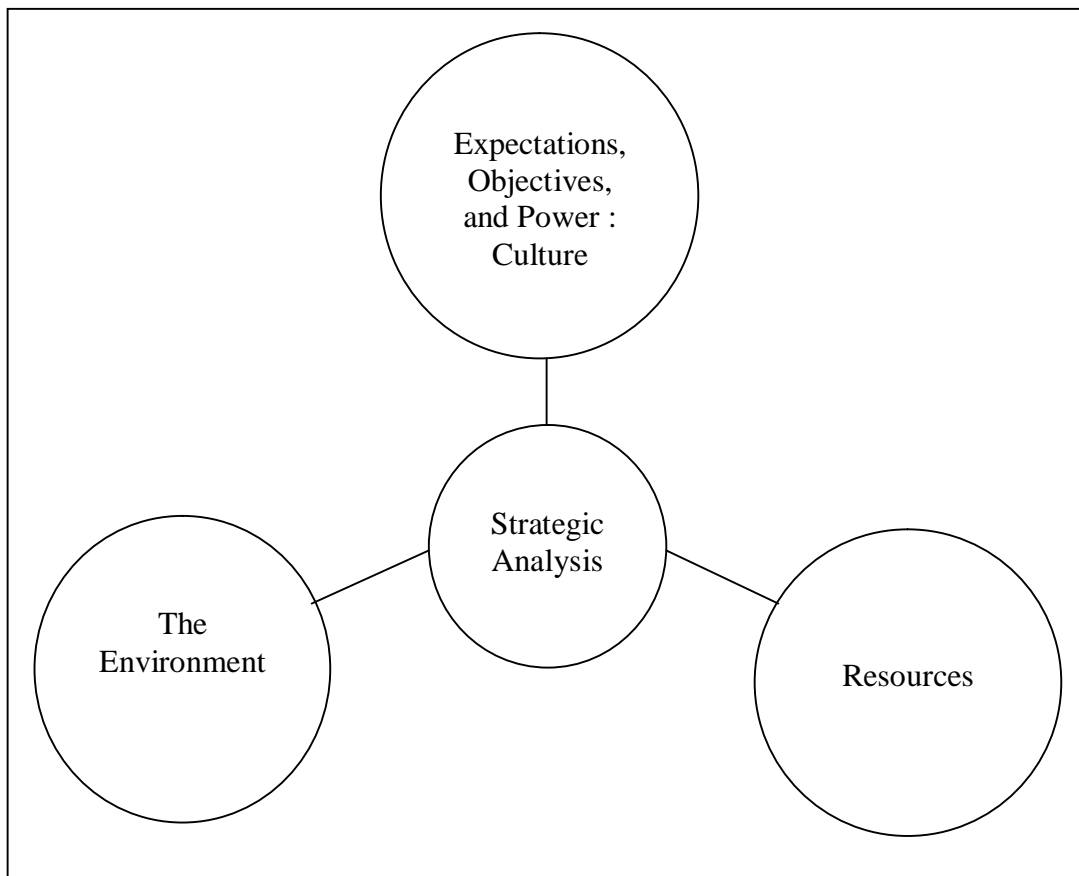 Expectations,
Objectives,
and Power :
Culture
Strategic
Analysis
The
Environment
Resources